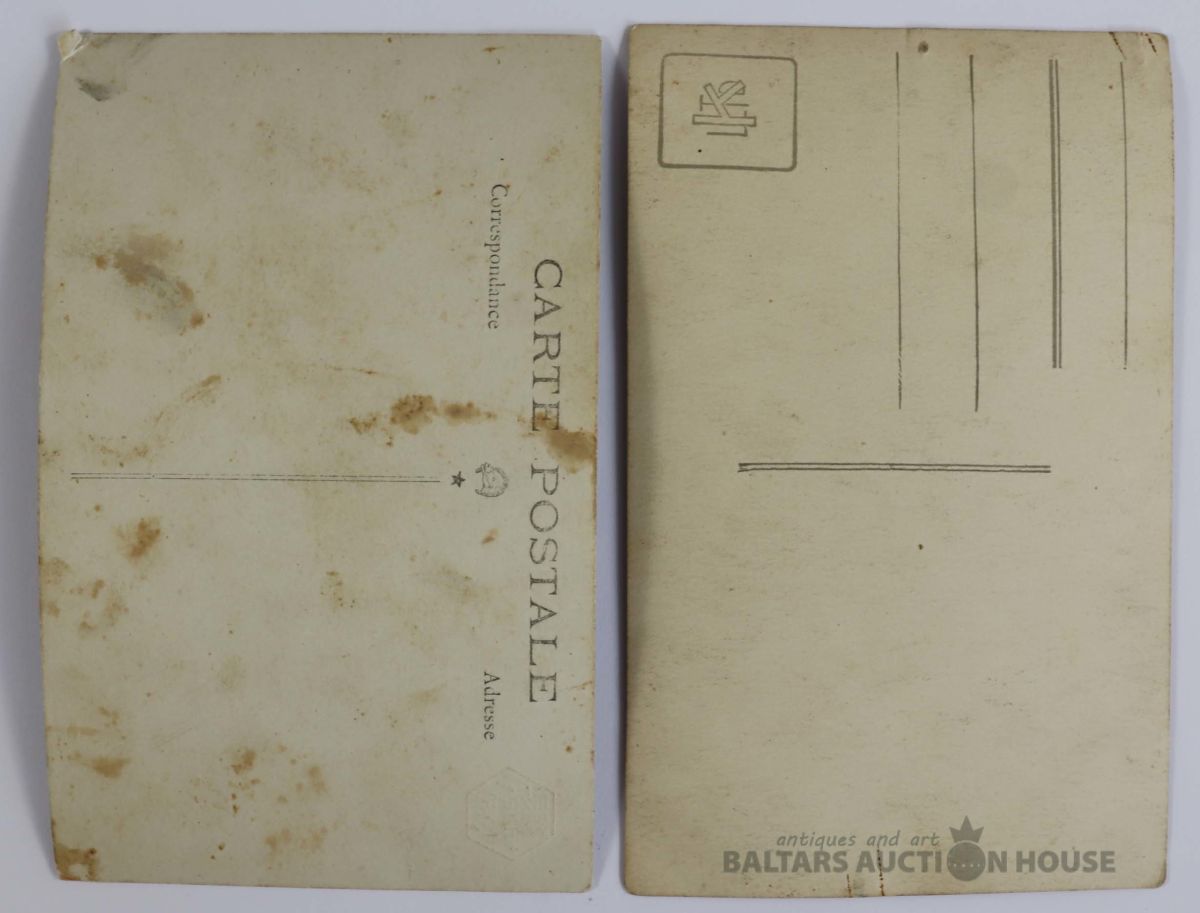 CARTE POSTALE
Correspondance
Adresse
antiques and art
BALTARS AUCTION HOUSE